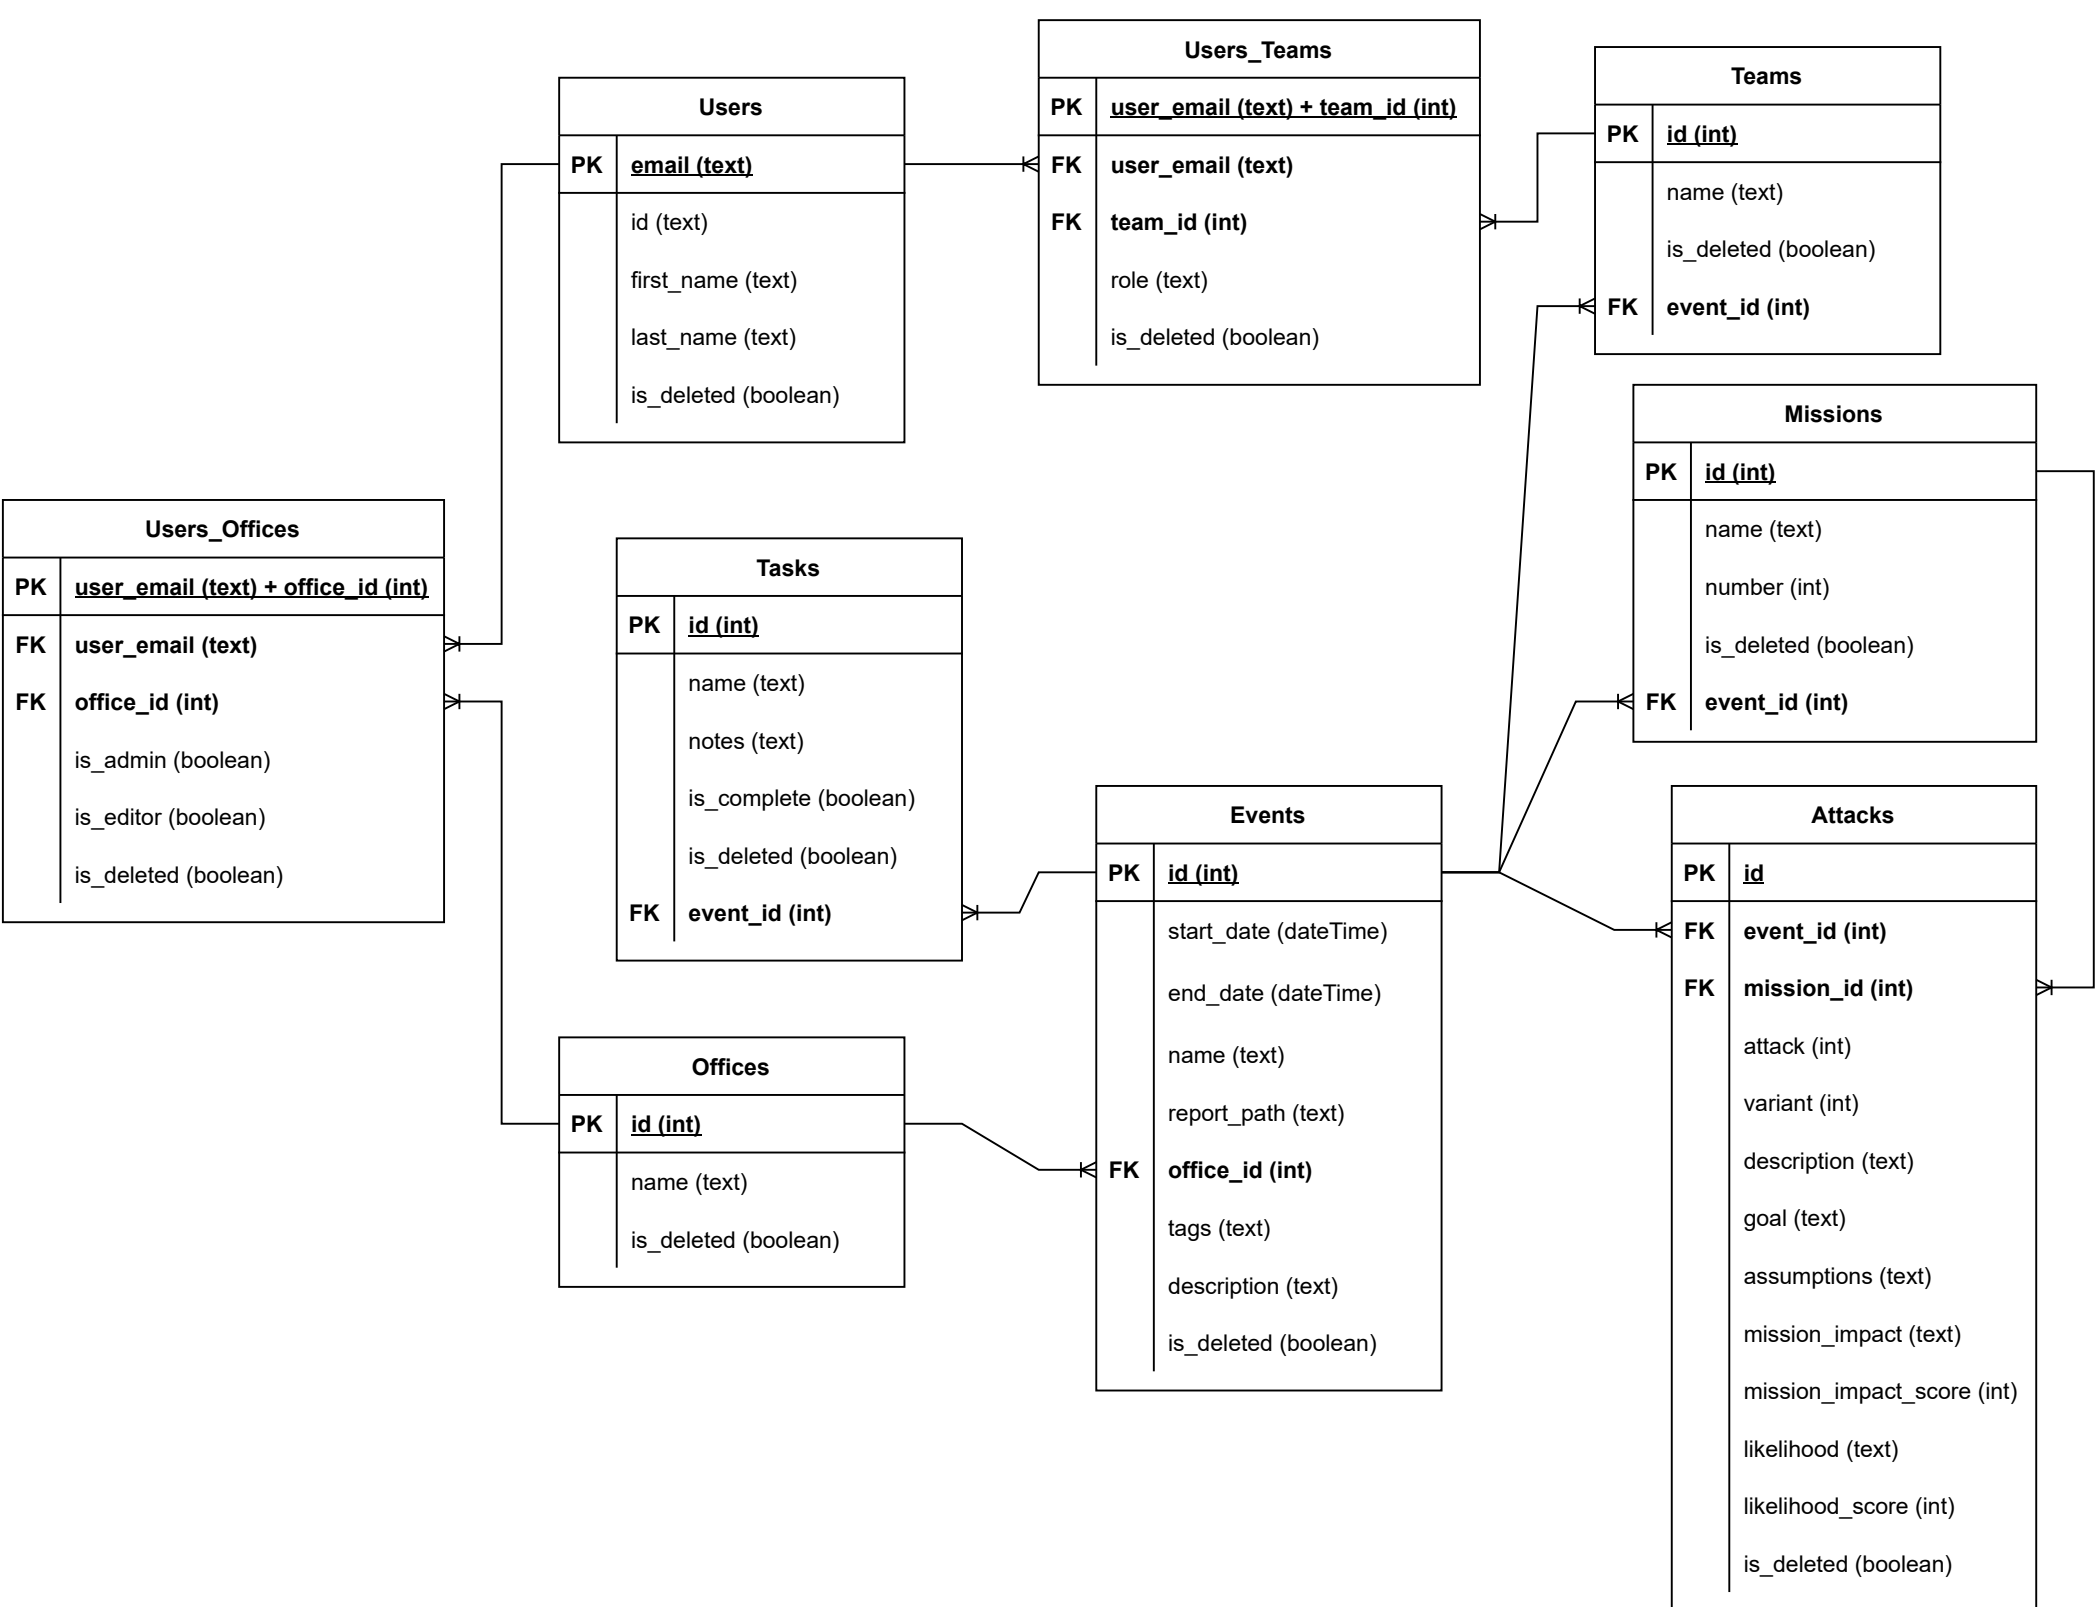 Users_Teams
PK user_email (text) + team_id (int)
FK user_email (text)
FK team_id (int)
role (text)
is_deleted (boolean)
Teams
PK id (int)
name (text)
is_deleted (boolean)
FK event_id (int)
Users
PK email (text)
id (text)
first_name (text)
last_name (text)
is_deleted (boolean)
Missions
PK id (int)
name (text)
number (int)
is_deleted (boolean)
FK event_id (int)
Users_Offices
PK user_email (text) + office_id (int)
FK user_email (text)
FK office_id (int)
is_admin (boolean)
is_editor (boolean)
is_deleted (boolean)
Tasks
PK id (int)
name (text)
notes (text)
is_complete (boolean)
is_deleted (boolean)
FK event_id (int)
Events
PK id (int)
start_date (dateTime)
end_date (dateTime)
name (text)
report_path (text)
FK office_id (int)
tags (text)
description (text)
is_deleted (boolean)
Attacks
PK id
FK event_id (int)
FK mission_id (int)
attack (int)
variant (int)
description (text)
goal (text)
assumptions (text)
mission_impact (text)
mission_impact_score (int)
likelihood (text)
likelihood_score (int)
is_deleted (boolean)
Offices
PK id (int)
name (text)
is_deleted (boolean)